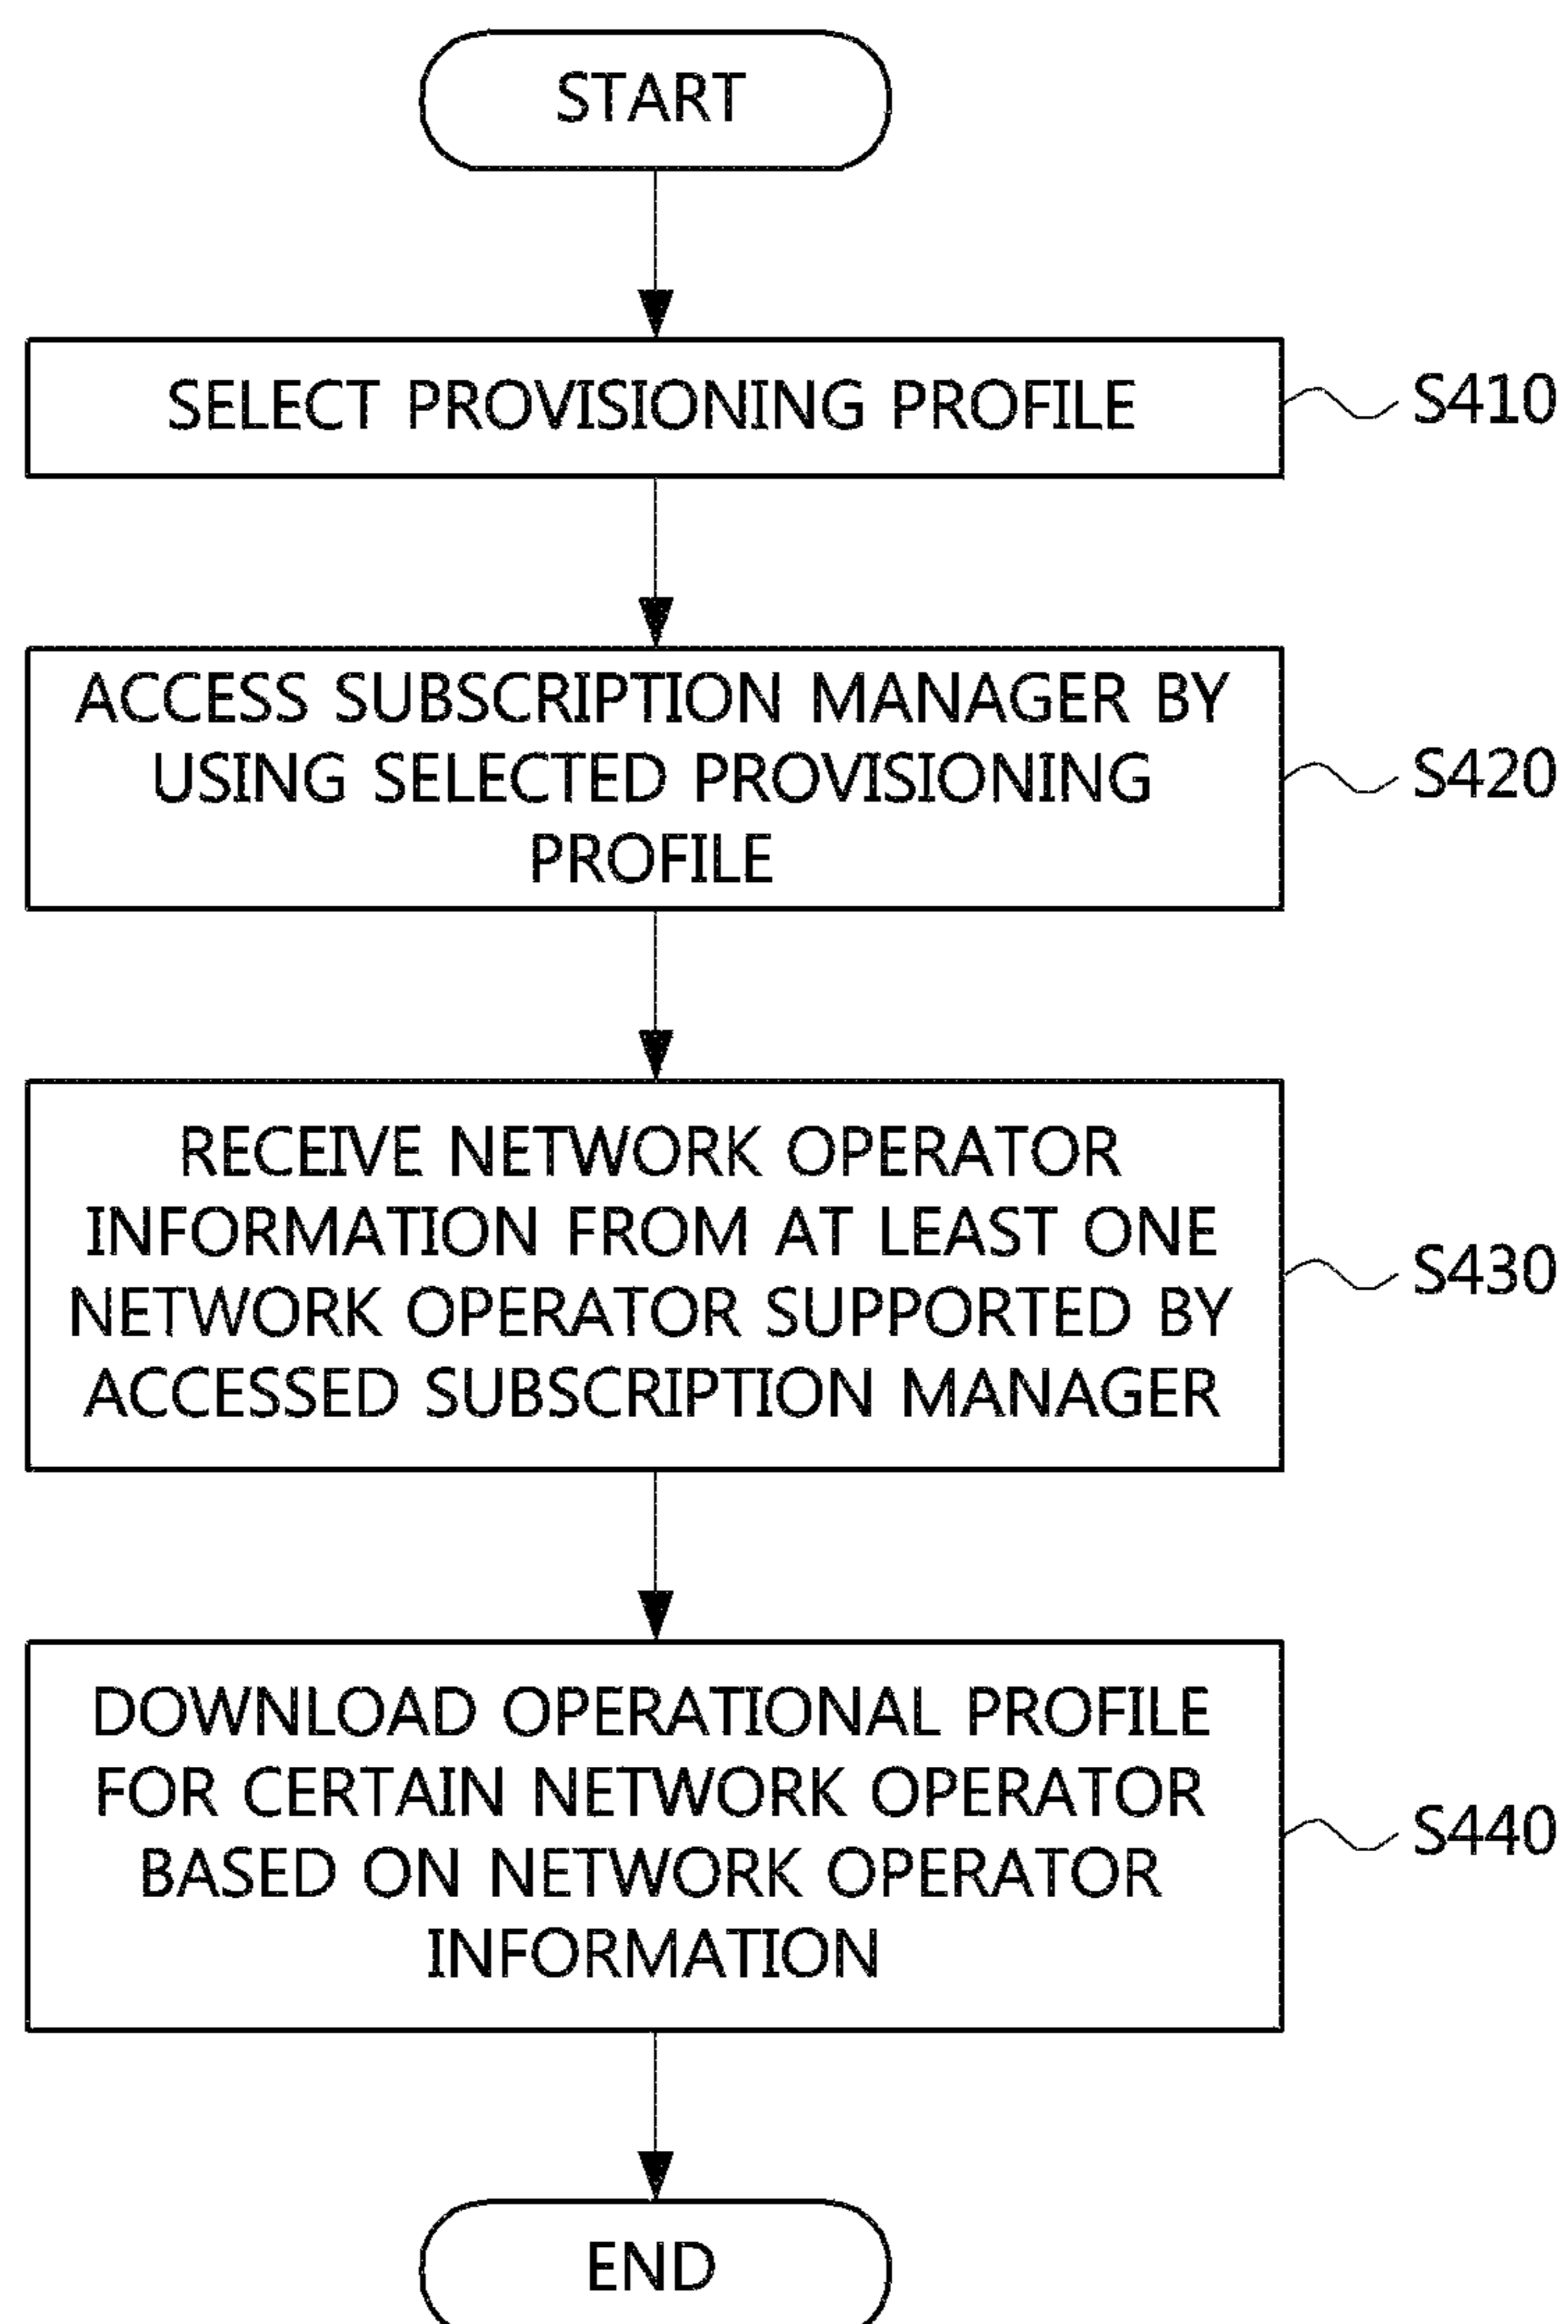 START
SELECT PROVISIONING PROFILE
S410
ACCESS SUBSCRIPTION MANAGER BY
USING SELECTED PROVISIONING
PROFILE
S420
RECEIVE NETWORK OPERATOR
INFORMATION FROM AT LEAST ONE
NETWORK OPERATOR SUPPORTED BY
ACCESSED SUBSCRIPTION MANAGER
S430
DOWNLOAD OPERATIONAL PROFILE
FOR CERTAIN NETWORK OPERATOR
BASED ON NETWORK OPERATOR
INFORMATION
S440
END